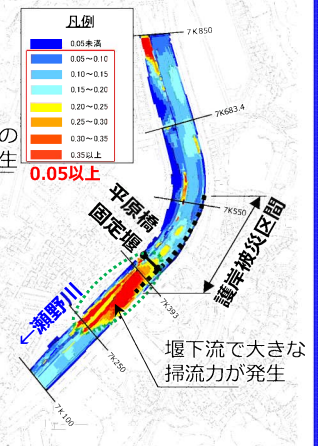 凡例
0.05未満
0.05～0.10
0.10～0.15
0.15～0.20
0.20～0.25
0.25～0.30
0.30～0.35
0.35以上
0.05以上
の
生
7K850
7K683.4
7K550
平原橋
固定堰
護岸被災区間
7K393
←瀬野川
7K250
堰下流で大きな
掃流力が発生
7K100